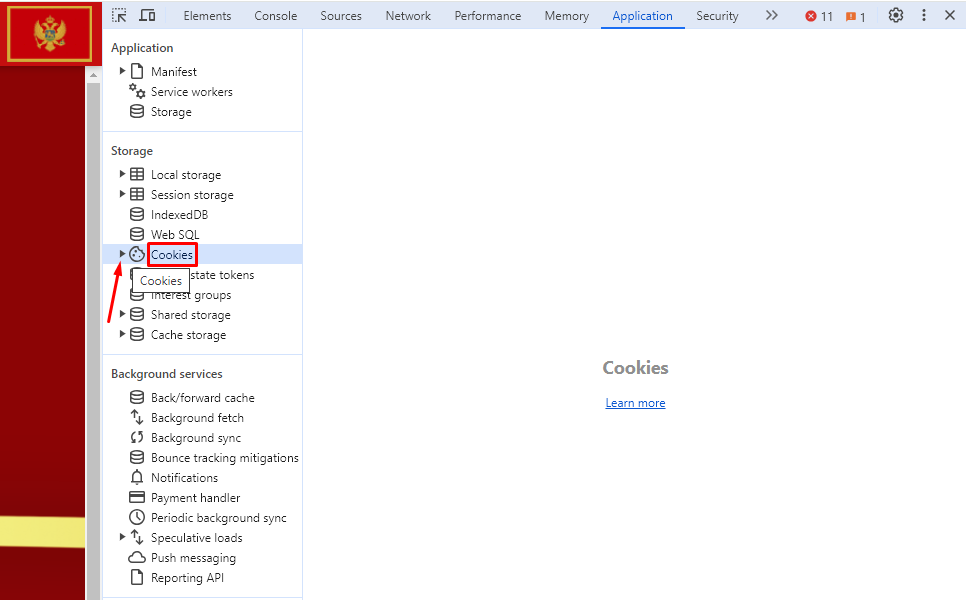 Elements Console Sources Network Performance Memory Application Security 11 1
Application
Manifest
Service workers
Storage
Storage
Local storage
Session storage
IndexedDB
Web SQL
Cookies
state tokens
Cookies
Interest groups
Shared storage
Cache storage
Cookies
Learn more
Background services
Back/forward cache
Background fetch
Background sync
Bounce tracking mitigations
Notifications
Payment handler
Periodic background sync
Speculative loads
Push messaging
Reporting API